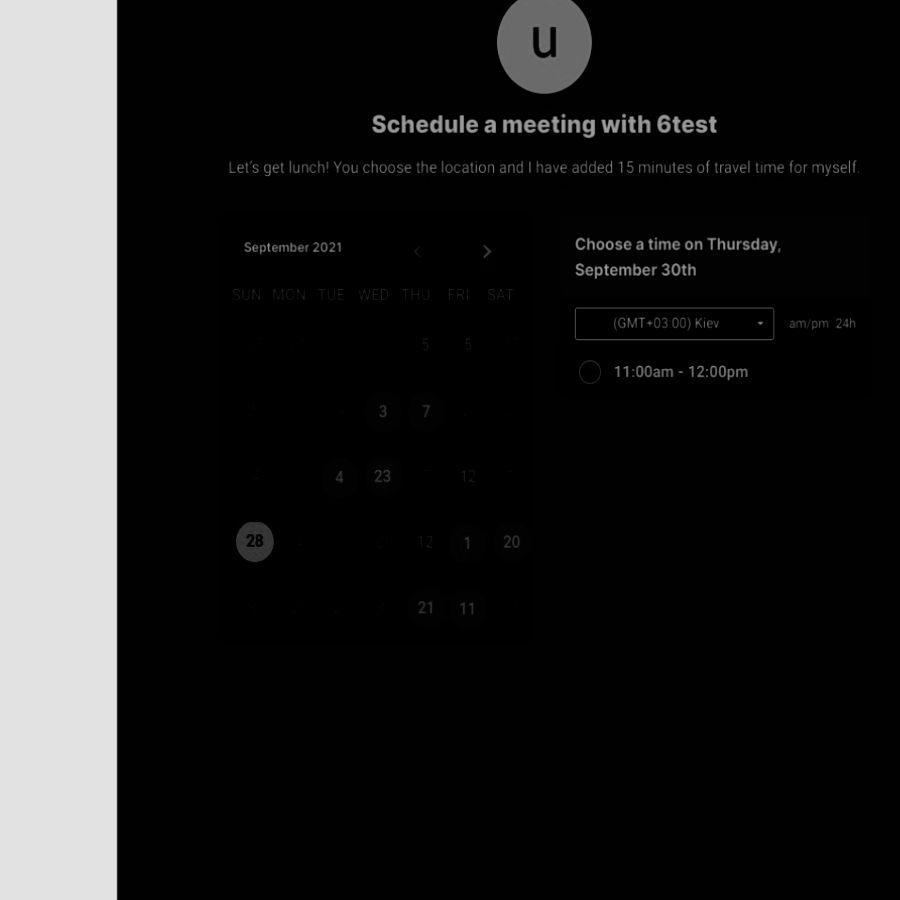 u
Schedule a meeting with 6test
Let's get lunch! You choose the location and I have added 15 minutes of travel time for myself.
September 2021
SUN MON TUE WED THU FRI SAT
5 5
3 7
4 23 12
28 12 1 20
21 11
Choose a time on Thursday,
September 30th
(GMT+03:00) Kiev am/pm 24h
11:00am - 12:00pm